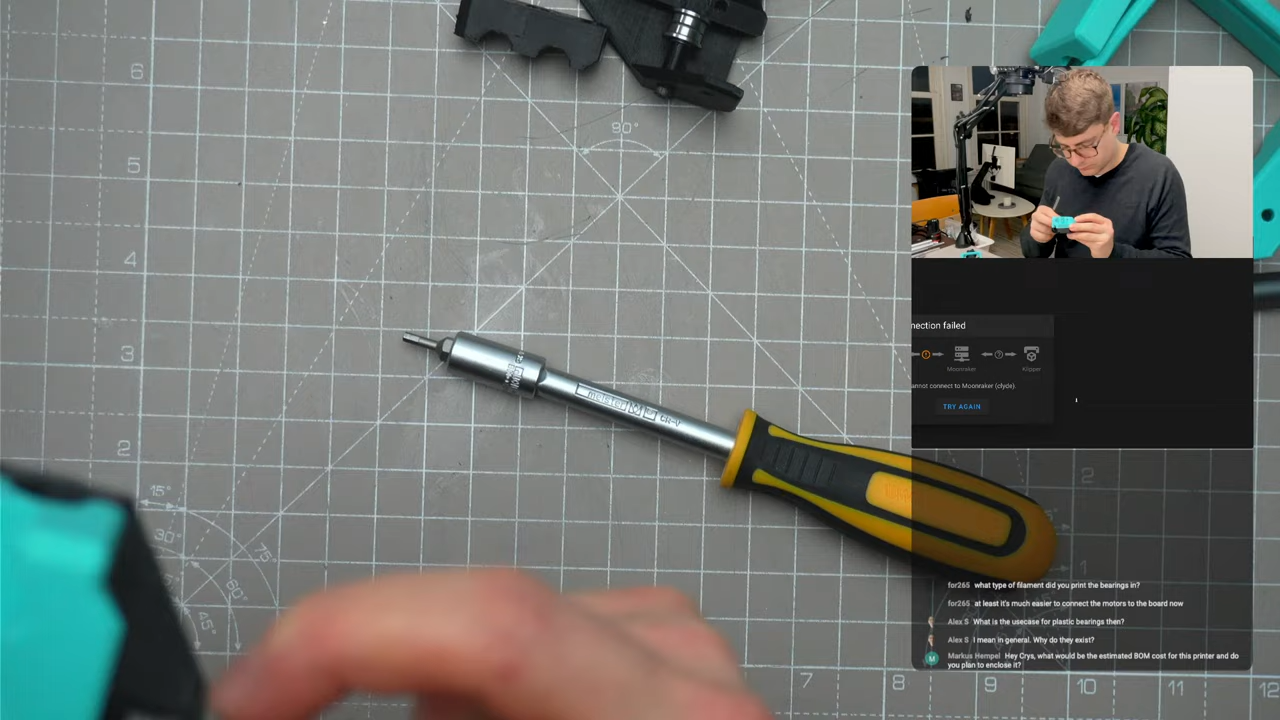 6
5
4
3
2
90°
15°
30°
45°
60°
75°
meister
CR-V
nection failed
Moonraker
Klipper
annot connect to Moonraker (clyde).
TRY AGAIN
2
1
for265 what type of filament did you print the bearings in?
for265 at least it's much easier to connect the motors to the board now
Alex S What is the usecase for plastic bearings then?
Alex S I mean in general. Why do they exist?
M Markus Hempel Hey Crys, what would be the estimated BOM cost for this printer and do
you plan to enclose it?
7 8 9 10 11 12